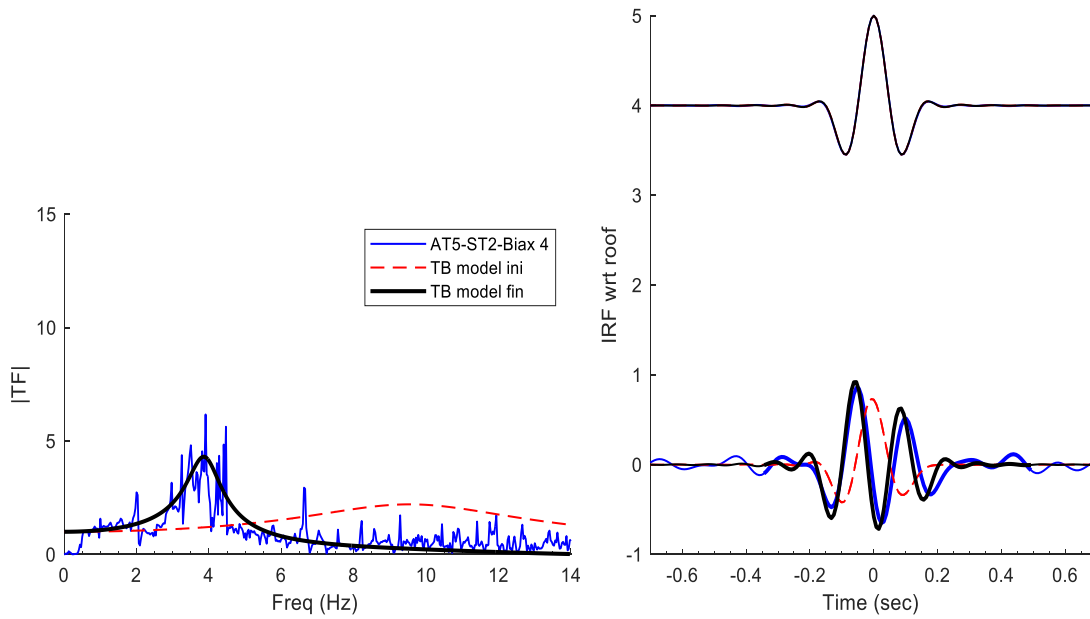 15
10
5
0
|TF|
0 2 4 6 8 10 12 14
Freq (Hz)
AT5-ST2-Biax 4
TB model ini
TB model fin
5
4
3
2
1
0
-1
IRF wrt roof
-0.6 -0.4 -0.2 0 0.2 0.4 0.6
Time (sec)